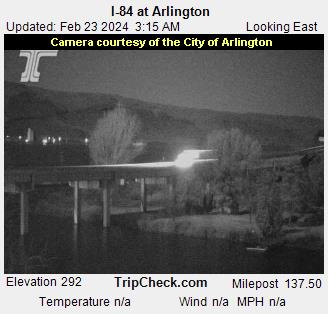 I-84 at Arlington
Updated: Feb 23 2024 3:15 AM Looking East
Camera courtesy of the City of Arlington
Elevation 292 TripCheck.com Milepost 137.50
Temperature n/a Wind n/a MPH n/a